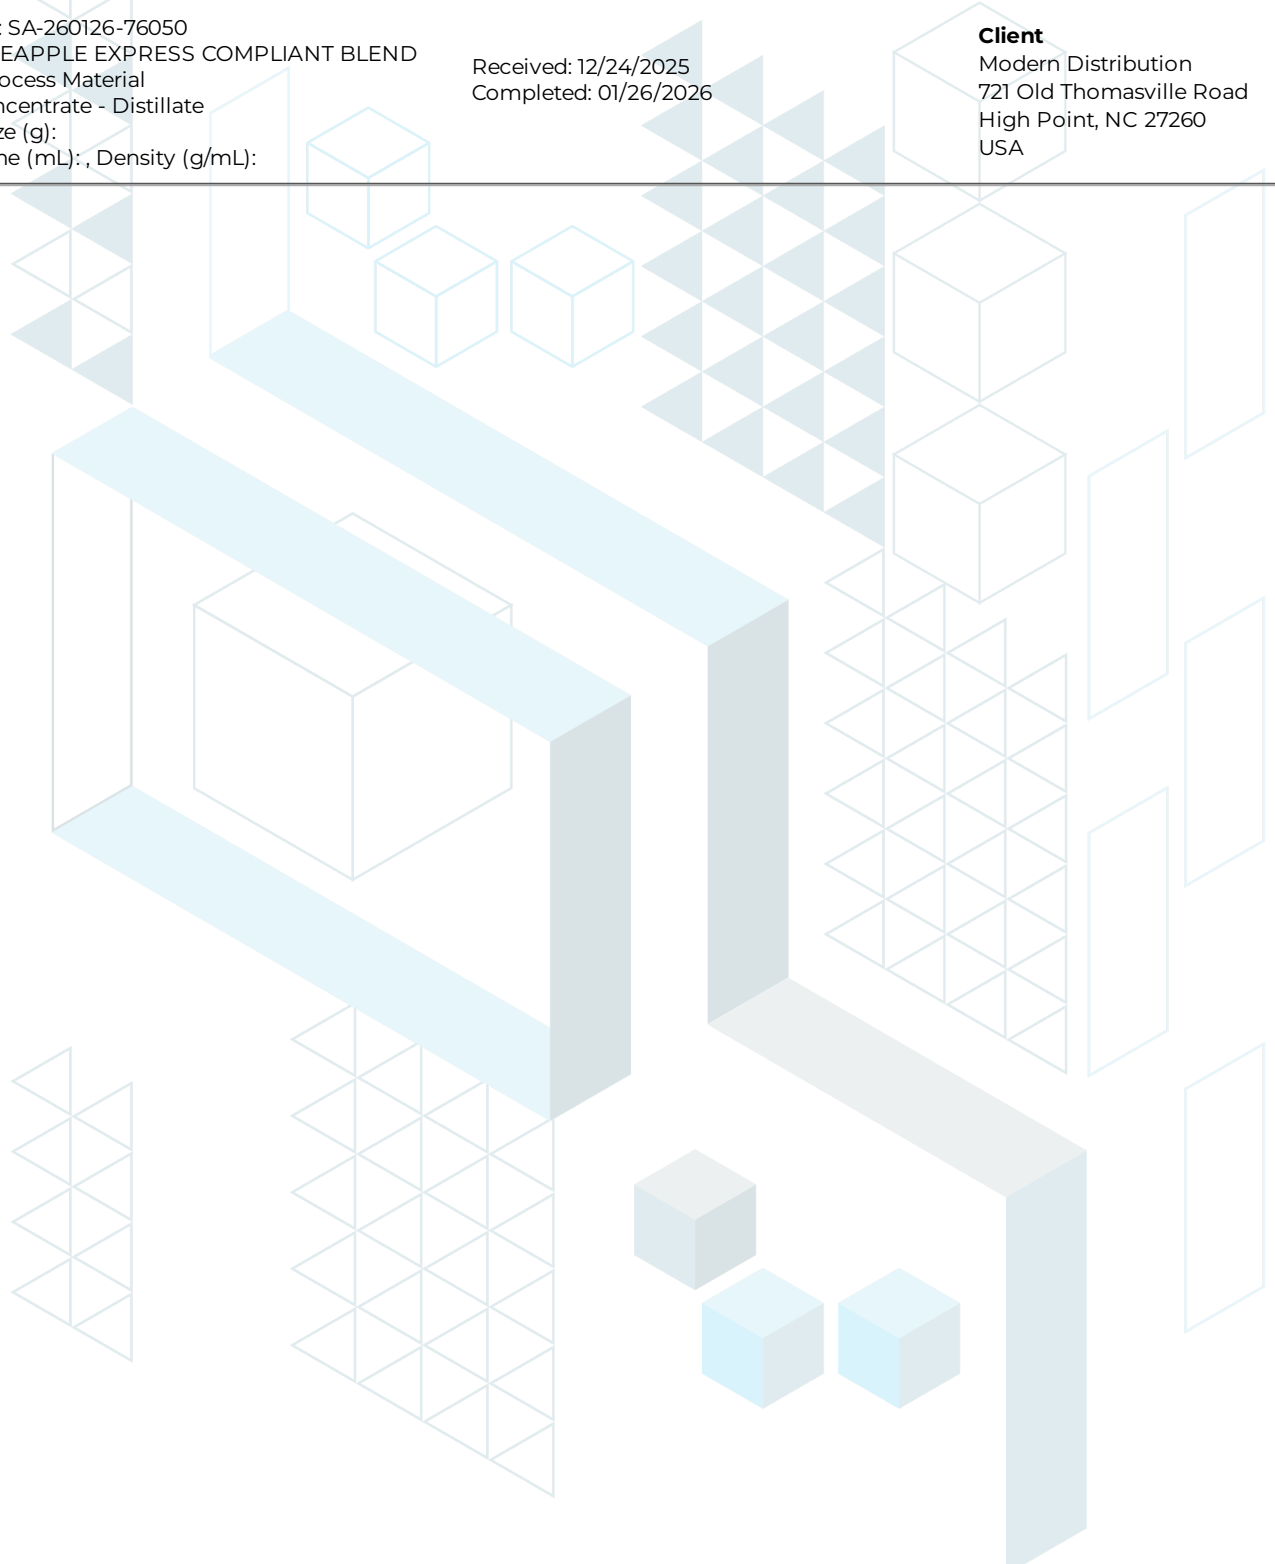 : SA-260126-76050
EAPPLE EXPRESS COMPLIANT BLEND
ocess Material
ncentrate - Distillate
ze (g):
ne (mL): , Density (g/mL):
Received: 12/24/2025
Completed: 01/26/2026
Client
Modern Distribution
721 Old Thomasville Road
High Point, NC 27260
USA